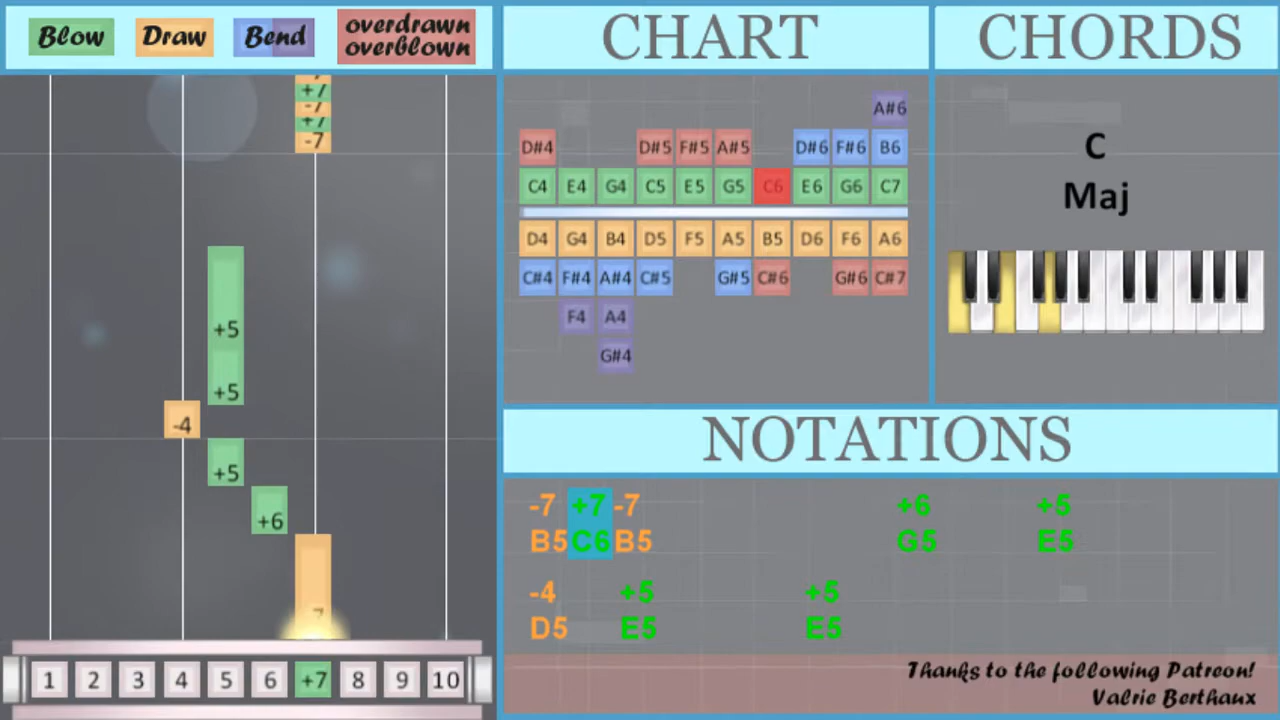 Blow Draw Bend overdrawn
overblown
CHART
CHORDS
+7
-7
+7
-7
+5
+5
-4
+5
+6
1 2 3 4 5 6 +7 8 9 10
A#6
D#4 D#5 F#5 A#5 D#6 F#6 B6
C4 E4 G4 C5 E5 G5 C6 E6 G6 C7
D4 G4 B4 D5 F5 A5 B5 D6 F6 A6
C#4 F#4 A#4 C#5 G#5 C#6 G#6 C#7
F4 A4
G#4
C
Maj
NOTATIONS
-7 +7 -7 +6 +5
B5 C6 B5 G5 E5
-4 +5 +5
D5 E5 E5
Thanks to the following Patreon!
Valrie Berthaux